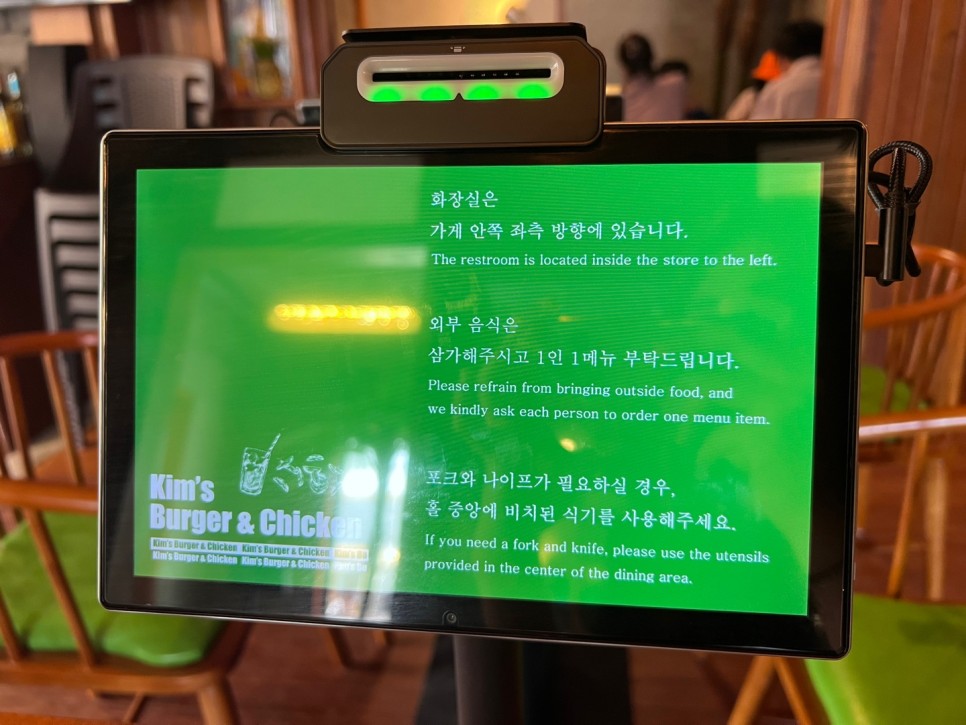 화장실은
가게 안쪽 좌측 방향에 있습니다.
The restroom is located inside the store to the left.
외부 음식은
삼가해주시고 1인 1메뉴 부탁드립니다.
Please refrain from bringing outside food, and
we kindly ask each person to order one menu item.
포크와 나이프가 필요하실 경우,
홀 중앙에 비치된 식기를 사용해주세요.
If you need a fork and knife, please use the utensils
provided in the center of the dining area.
Kim's
Burger & Chicken
Kim's Burger & Chicken Kim's Burger & Chicken Kim's Bu
Kim's Burger & Chicken Kim's Burger & Chicken